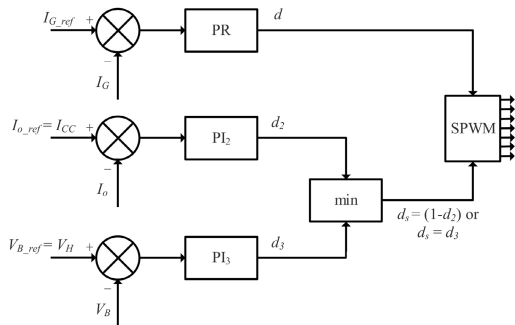 I_G_ref + PR d
−
I_G
I_o_ref = I_CC + PI_2 d_2 SPWM
−
I_o
min
d_s = (1-d_2) or
d_s = d_3
V_B_ref = V_H + PI_3 d_3
−
V_B